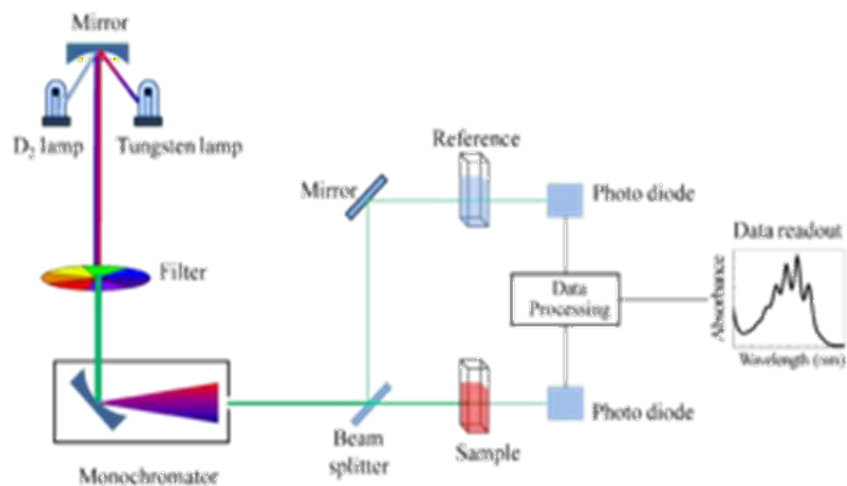 Mirror
D₂ lamp
Tungsten lamp
Filter
Monochromator
Mirror
Reference
Photo diode
Data readout
Data
Processing
Absorbance
Wavelength (nm)
Beam
splitter
Sample
Photo diode